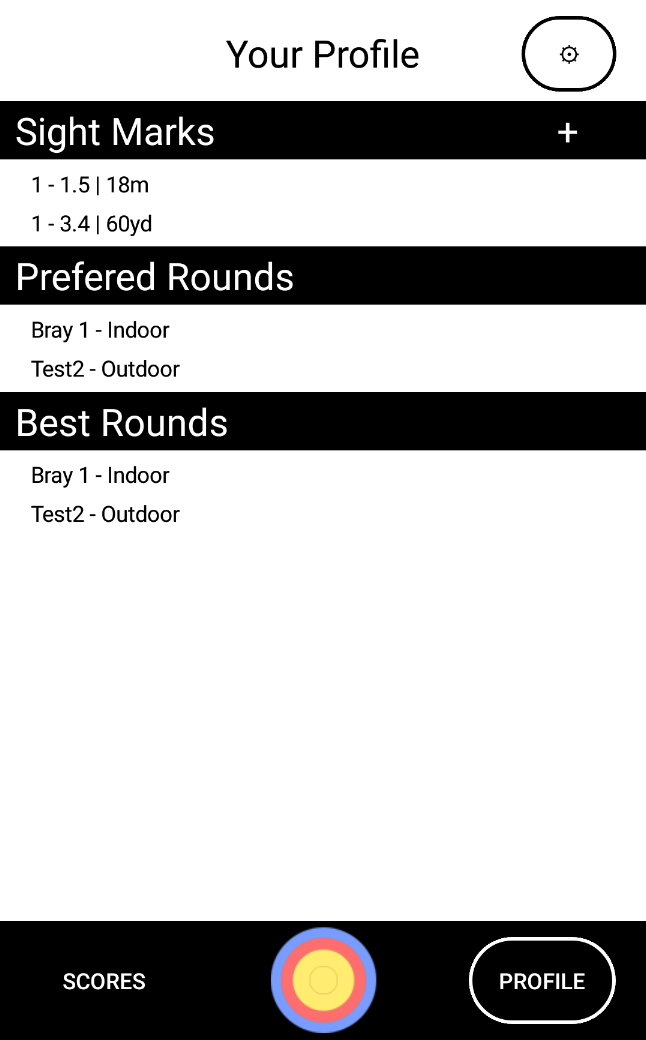 Your Profile
Sight Marks +
1 - 1.5 | 18m
1 - 3.4 | 60yd
Prefered Rounds
Bray 1 - Indoor
Test2 - Outdoor
Best Rounds
Bray 1 - Indoor
Test2 - Outdoor
SCORES
PROFILE